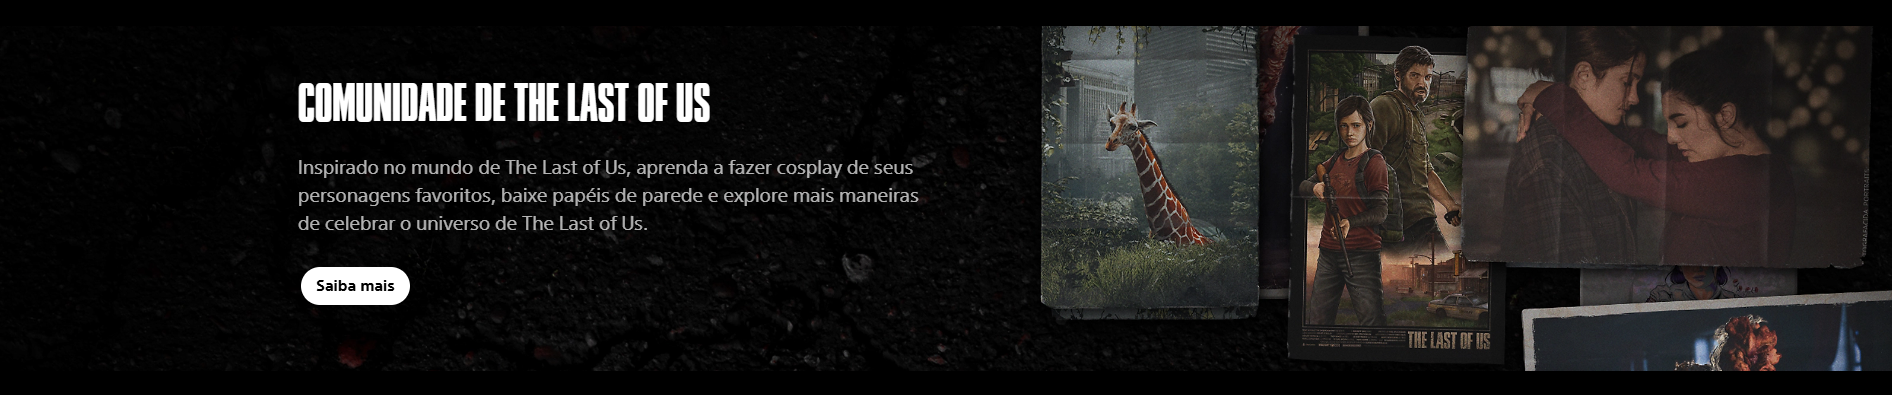 COMUNIDADE DE THE LAST OF US
Inspirado no mundo de The Last of Us, aprenda a fazer cosplay de seus
personagens favoritos, baixe papéis de parede e explore mais maneiras
de celebrar o universo de The Last of Us.
Saiba mais
THE LAST OF US